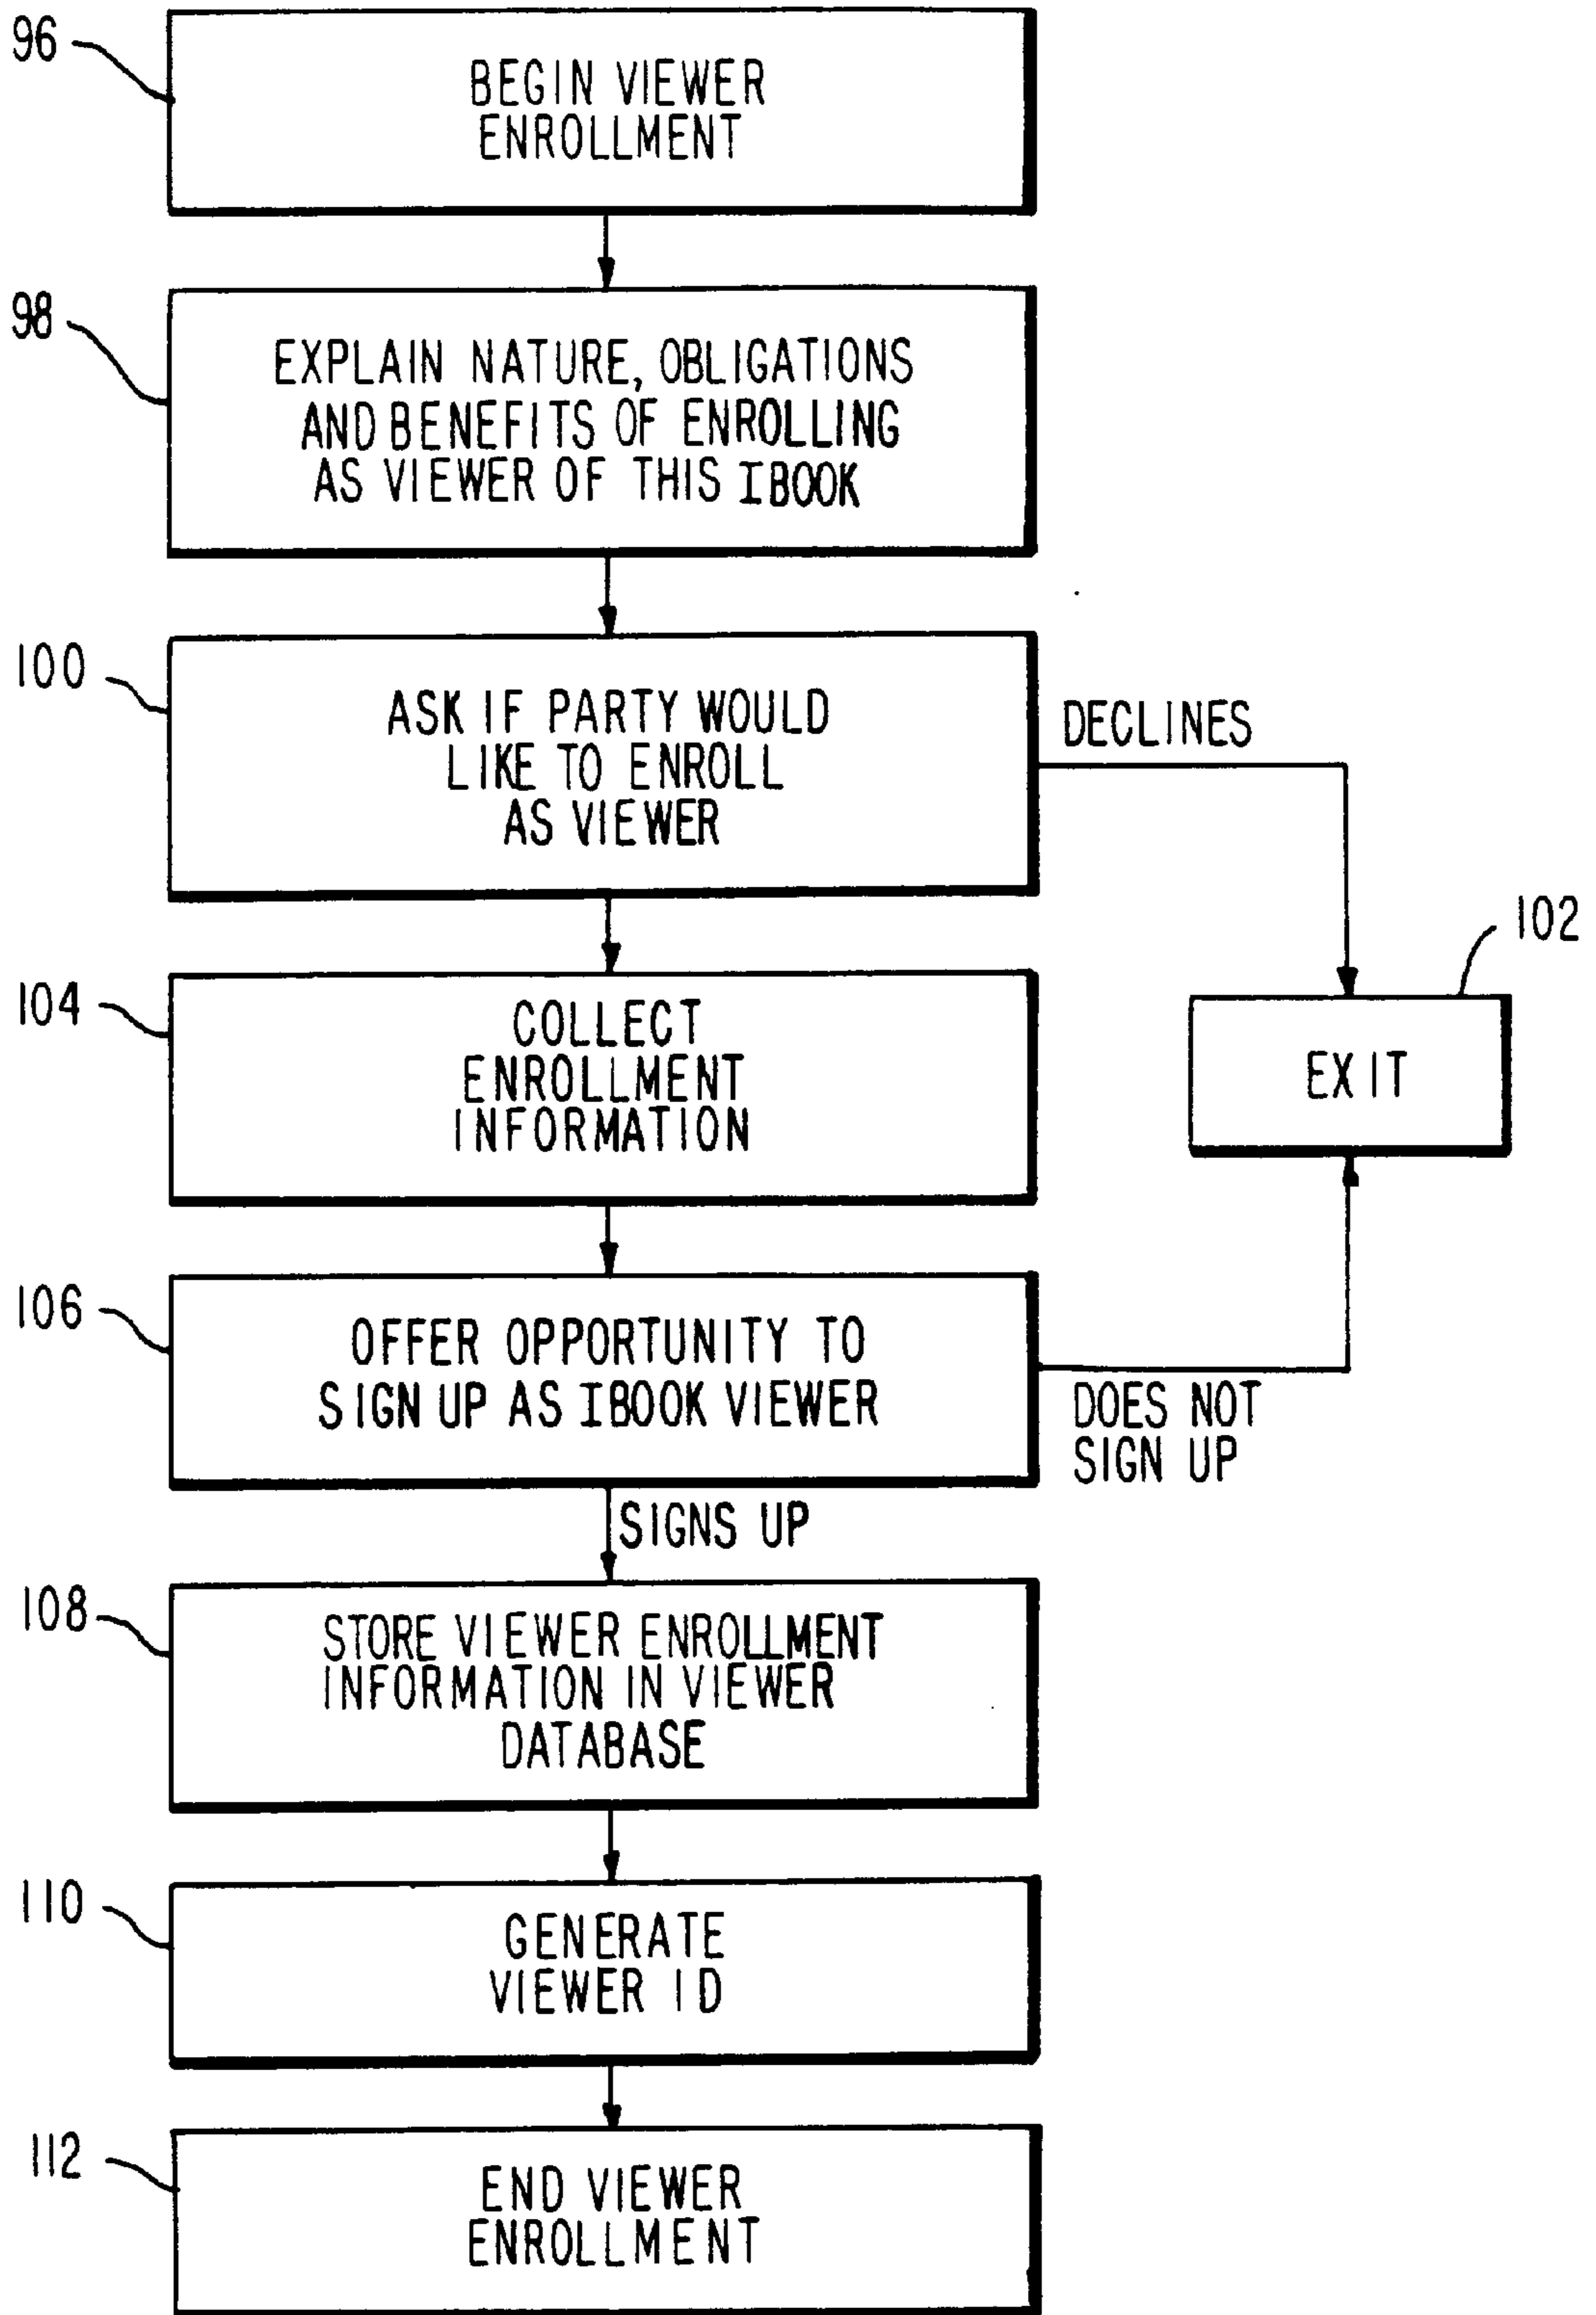 96
BEGIN VIEWER
ENROLLMENT
98
EXPLAIN NATURE, OBLIGATIONS
AND BENEFITS OF ENROLLING
AS VIEWER OF THIS IBOOK
100
ASK IF PARTY WOULD
LIKE TO ENROLL
AS VIEWER
DECLINES
102
EXIT
104
COLLECT
ENROLLMENT
INFORMATION
106
OFFER OPPORTUNITY TO
SIGN UP AS IBOOK VIEWER
DOES NOT
SIGN UP
SIGNS UP
108
STORE VIEWER ENROLLMENT
INFORMATION IN VIEWER
DATABASE
110
GENERATE
VIEWER ID
112
END VIEWER
ENROLLMENT